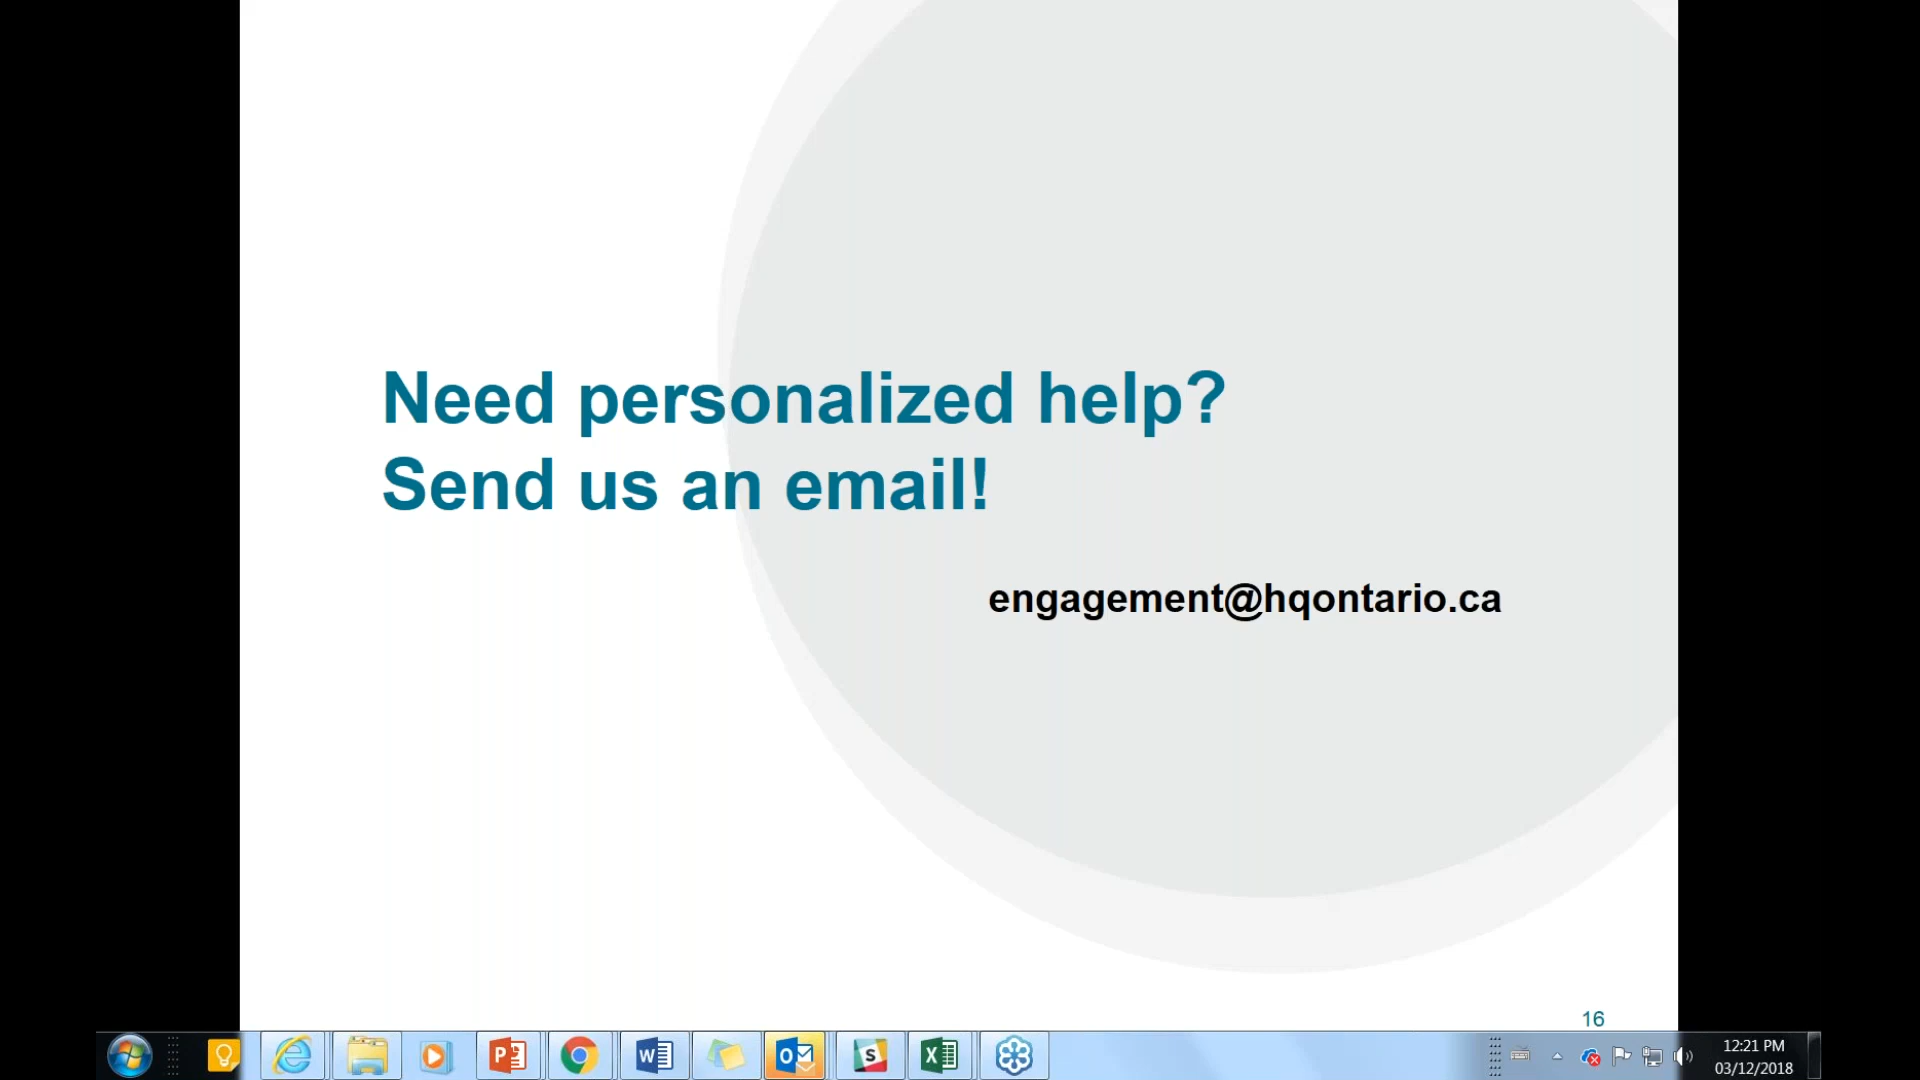 Need personalized help?
Send us an email!
engagement@hqontario.ca
16
12:21 PM
03/12/2018